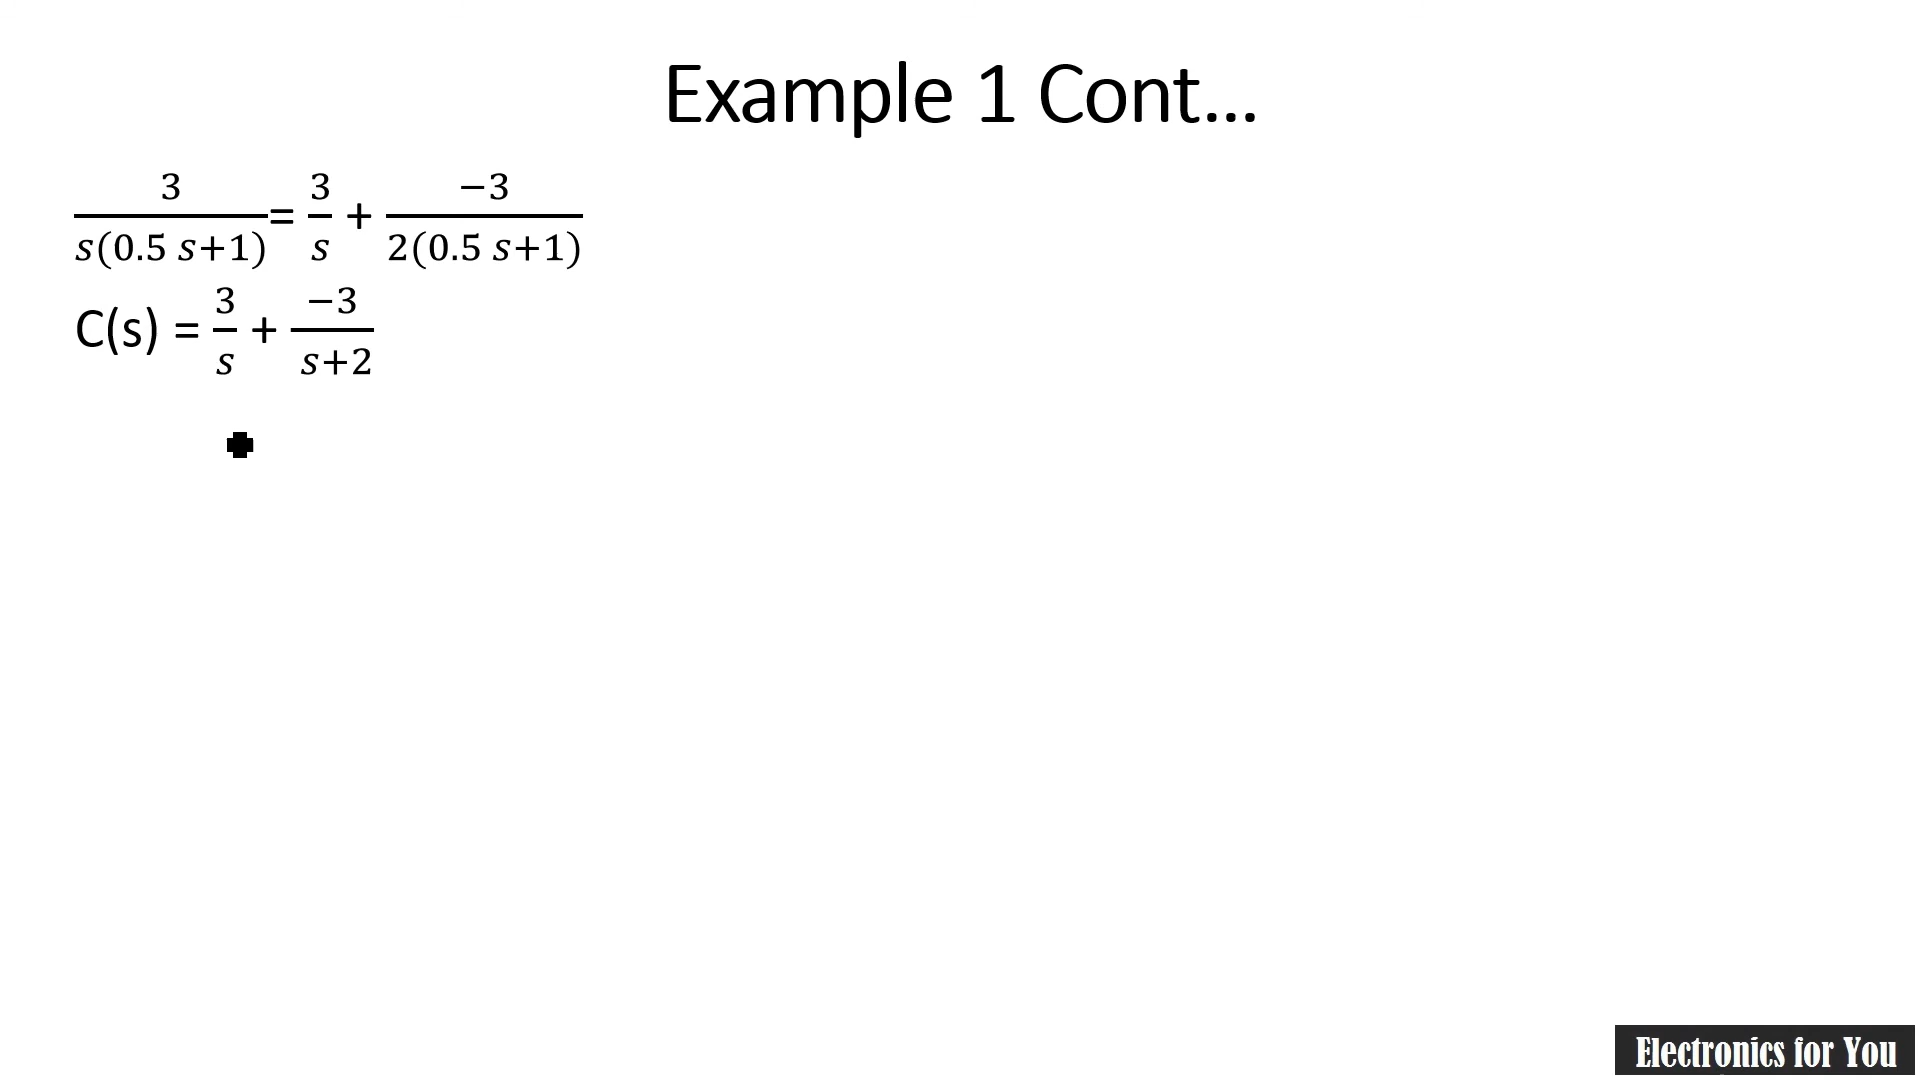 Example 1 Cont...
3/(s(0.5 s+1)) = 3/s + −3/(2(0.5 s+1))
C(s) = 3/s + −3/(s+2)
Electronics for You